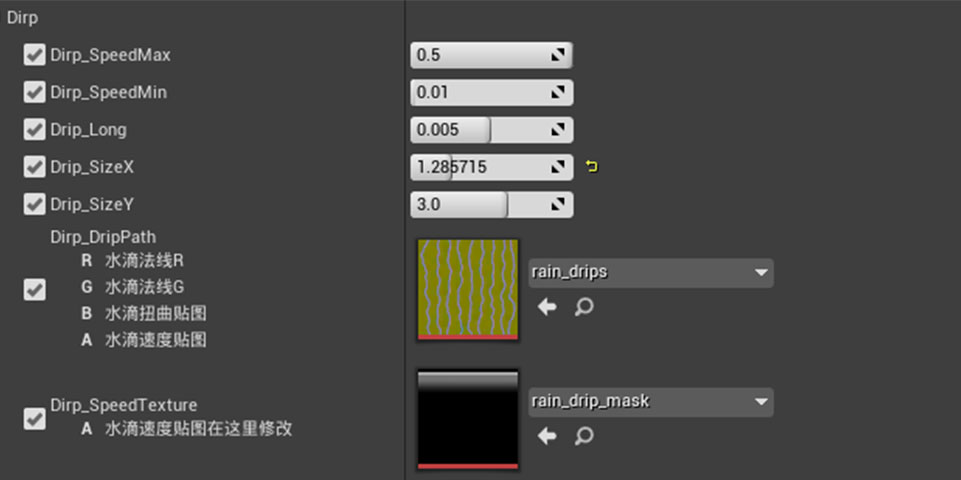 Dirp
Dirp_SpeedMax 0.5
Dirp_SpeedMin 0.01
Drip_Long 0.005
Drip_SizeX 1.285715
Drip_SizeY 3.0
Dirp_DripPath
R 水滴法线R
G 水滴法线G
B 水滴扭曲贴图
A 水滴速度贴图
rain_drips
Dirp_SpeedTexture
A 水滴速度贴图在这里修改
rain_drip_mask